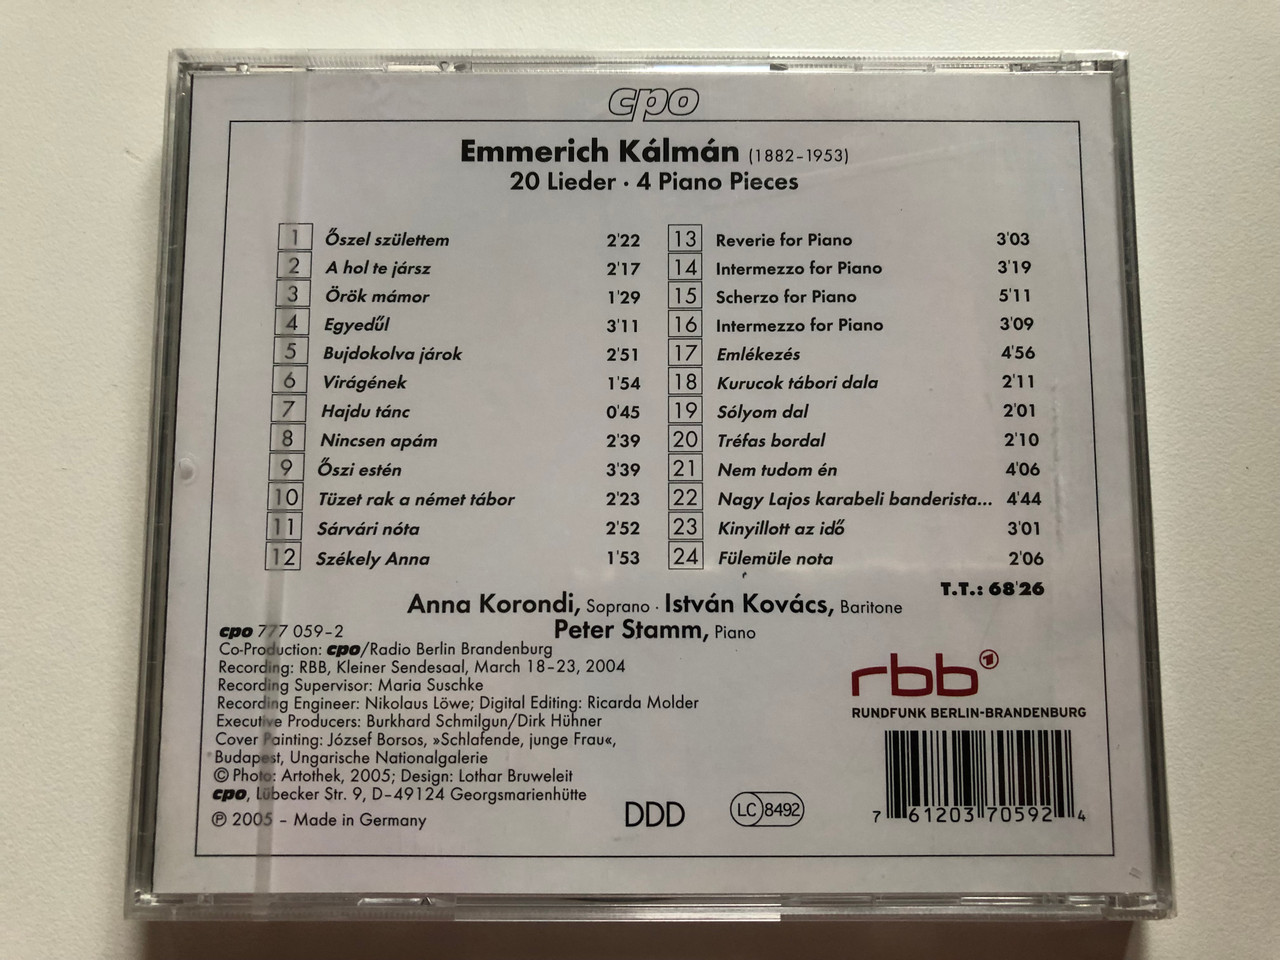 cpo
Emmerich Kálmán (1882-1953)
20 Lieder · 4 Piano Pieces
1 Őszel születtem 2'22
2 A hol te jársz 2'17
3 Örök mámor 1'29
4 Egyedűl 3'11
5 Bujdokolva járok 2'51
6 Virágének 1'54
7 Hajdu tánc 0'45
8 Nincsen apám 2'39
9 Őszi estén 3'39
10 Tüzet rak a német tábor 2'23
11 Sárvári nóta 2'52
12 Székely Anna 1'53
13 Reverie for Piano 3'03
14 Intermezzo for Piano 3'19
15 Scherzo for Piano 5'11
16 Intermezzo for Piano 3'09
17 Emlékezés 4'56
18 Kurucok tábori dala 2'11
19 Sólyom dal 2'01
20 Tréfas bordal 2'10
21 Nem tudom én 4'06
22 Nagy Lajos karabeli banderista... 4'44
23 Kinyillott az idő 3'01
24 Fülemüle nota 2'06
T.T.: 68'26
Anna Korondi, Soprano · István Kovács, Baritone
Peter Stamm, Piano
cpo 777 059-2
Co-Production: cpo/Radio Berlin Brandenburg
Recording: RBB, Kleiner Sendesaal, March 18-23, 2004
Recording Supervisor: Maria Suschke
Recording Engineer: Nikolaus Löwe; Digital Editing: Ricarda Molder
Executive Producers: Burkhard Schmilgun/Dirk Hühner
Cover Painting: József Borsos, »Schlafende, junge Frau«,
Budapest, Ungarische Nationalgalerie
© Photo: Artothek, 2005; Design: Lothar Bruweleit
cpo, Lübecker Str. 9, D-49124 Georgsmarienhütte
℗ 2005 - Made in Germany
DDD
LC 8492
rbb 1
RUNDFUNK BERLIN-BRANDENBURG
7 61203 70592 4